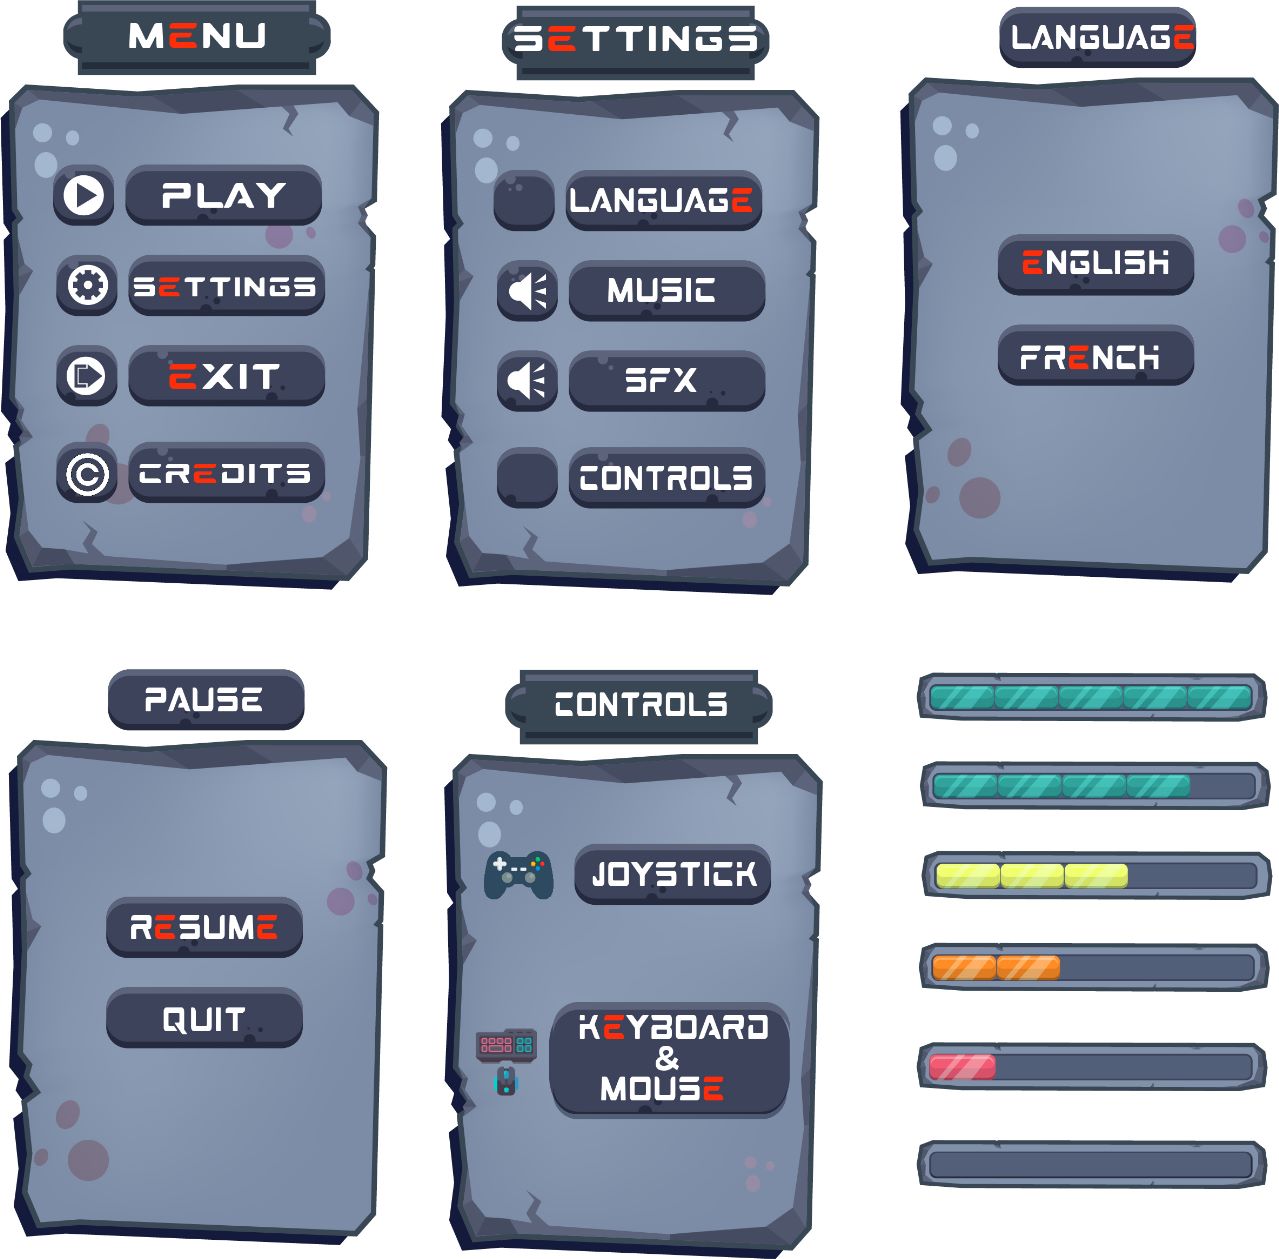 MENU
PLAY
SETTINGS
EXIT
©
CREDITS
SETTINGS
LANGUAGE
MUSIC
SFX
CONTROLS
LANGUAGE
ENGLISH
FRENCH
PAUSE
RESUME
QUIT
CONTROLS
JOYSTICK
KEYBOARD
&
MOUSE